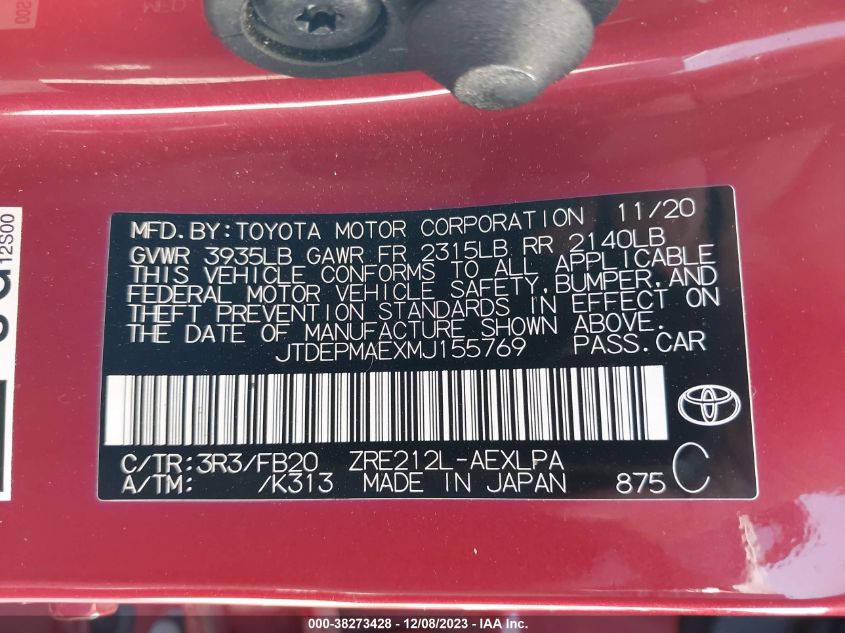 MFD.BY:TOYOTA MOTOR CORPORATION 11/20
GVWR 3935LB GAWR FR 2315LB RR 2140LB
THIS VEHICLE CONFORMS TO ALL APPLICABLE
FEDERAL MOTOR VEHICLE SAFETY,BUMPER,AND
THEFT PREVENTION STANDARDS IN EFFECT ON
THE DATE OF MANUFACTURE SHOWN ABOVE.
JTDEPMAEXMJ155769 PASS.CAR
C/TR:3R3/FB20 ZRE212L-AEXLPA
A/TM: /K313 MADE IN JAPAN 875 C
12S00
000-38273428 - 12/08/2023 - IAA Inc.